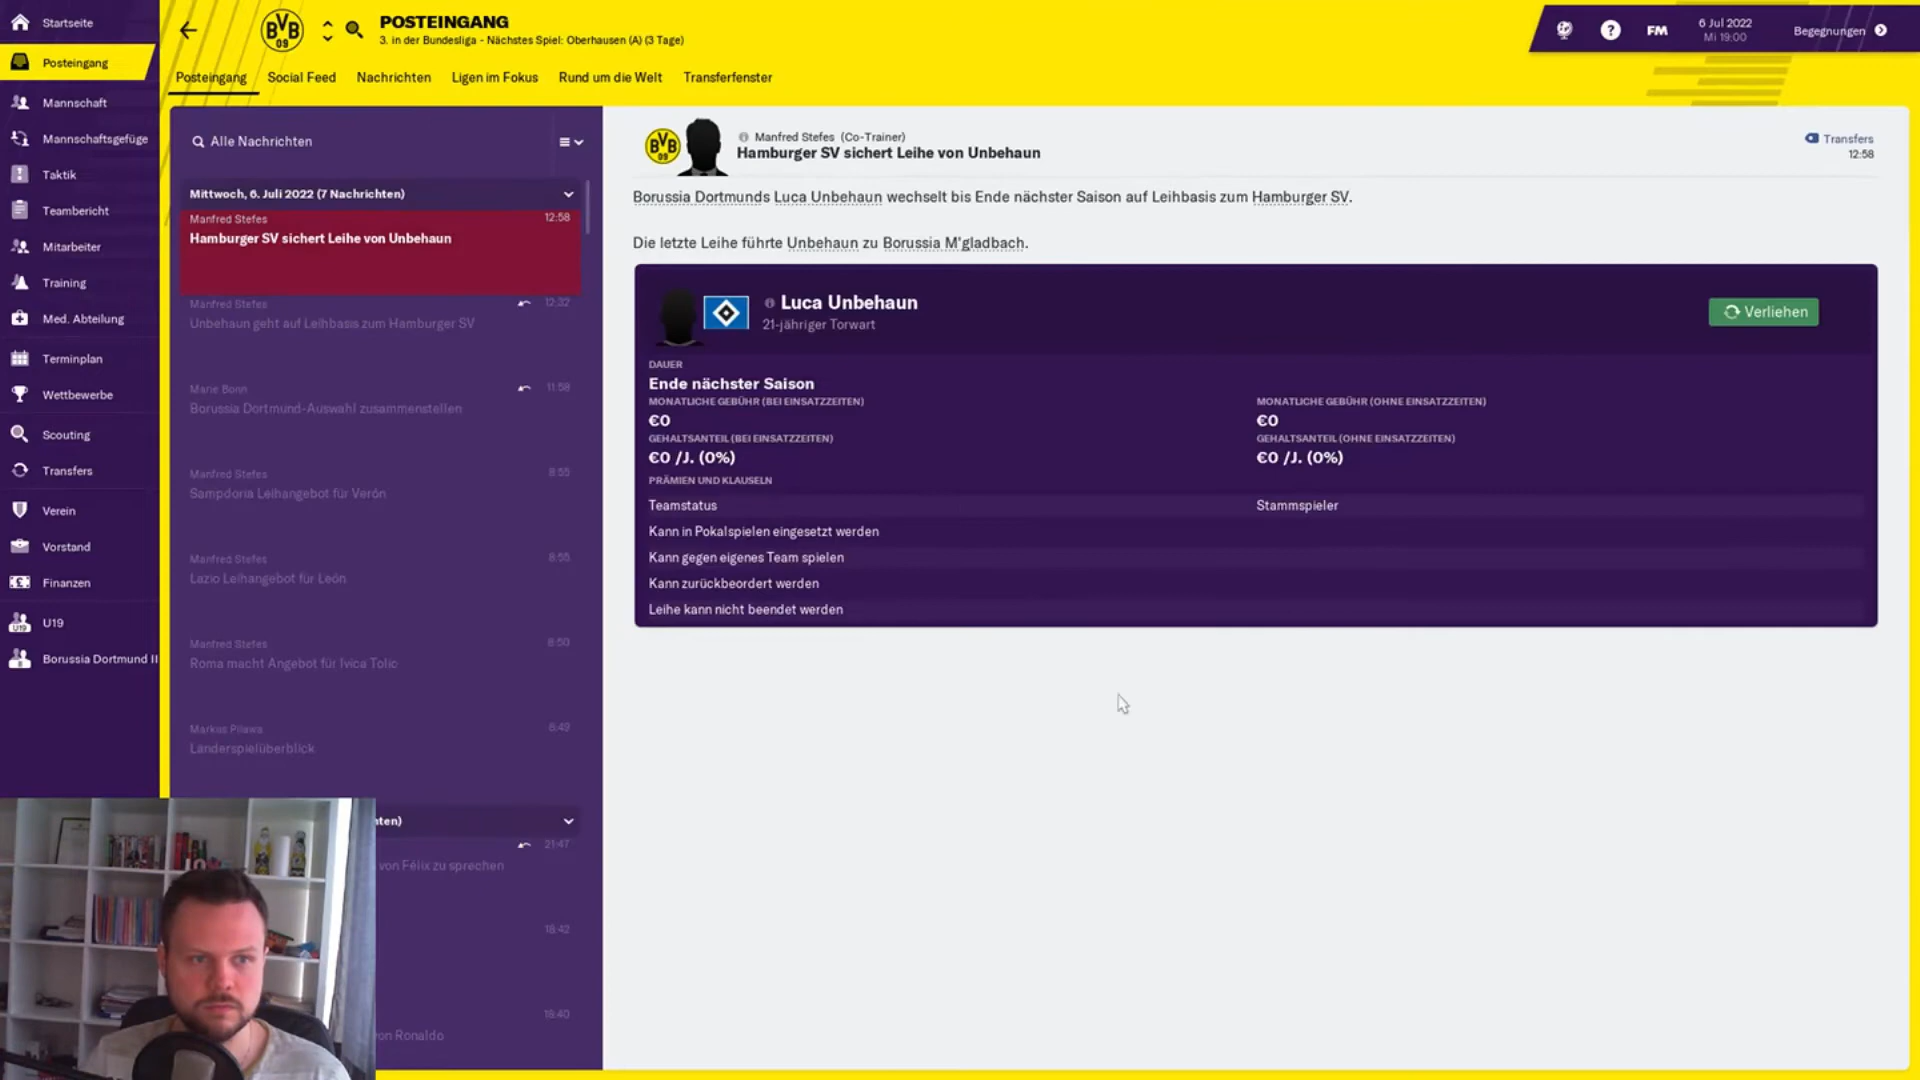 Startseite
Posteingang
Mannschaft
Mannschaftsgefüge
Taktik
Teambericht
Mitarbeiter
Training
Med. Abteilung
Terminplan
Wettbewerbe
Scouting
Transfers
Verein
Vorstand
Finanzen
U19
Borussia Dortmund II
BVB 09
POSTEINGANG
3. in der Bundesliga - Nächstes Spiel: Oberhausen (A) (3 Tage)
FM
6 Jul 2022
Mi 19:00
Begegnungen
Posteingang
Social Feed
Nachrichten
Ligen im Fokus
Rund um die Welt
Transferfenster
Alle Nachrichten
Mittwoch, 6. Juli 2022 (7 Nachrichten)
Manfred Stefes 12:58
Hamburger SV sichert Leihe von Unbehaun
Manfred Stefes 12:32
Unbehaun geht auf Leihbasis zum Hamburger SV
Marie Bonn 11:58
Borussia Dortmund-Auswahl zusammenstellen
Manfred Stefes 8:55
Sampdoria Leihangebot für Verón
Manfred Stefes 8:55
Lazio Leihangebot für León
Manfred Stefes 8:50
Roma macht Angebot für Ivica Tolic
Markus Pilawa 8:49
Länderspielüberblick
hten)
21:47
von Félix zu sprechen
18:42
18:40
von Ronaldo
BVB 09
Manfred Stefes (Co-Trainer)
Hamburger SV sichert Leihe von Unbehaun
Transfers
12:58
Borussia Dortmunds Luca Unbehaun wechselt bis Ende nächster Saison auf Leihbasis zum Hamburger SV.
Die letzte Leihe führte Unbehaun zu Borussia M'gladbach.
Luca Unbehaun
21-jähriger Torwart
Verliehen
DAUER
Ende nächster Saison
MONATLICHE GEBÜHR (BEI EINSATZZEITEN)
€0
MONATLICHE GEBÜHR (OHNE EINSATZZEITEN)
€0
GEHALTSANTEIL (BEI EINSATZZEITEN)
€0 /J. (0%)
GEHALTSANTEIL (OHNE EINSATZZEITEN)
€0 /J. (0%)
PRÄMIEN UND KLAUSELN
Teamstatus Stammspieler
Kann in Pokalspielen eingesetzt werden
Kann gegen eigenes Team spielen
Kann zurückbeordert werden
Leihe kann nicht beendet werden